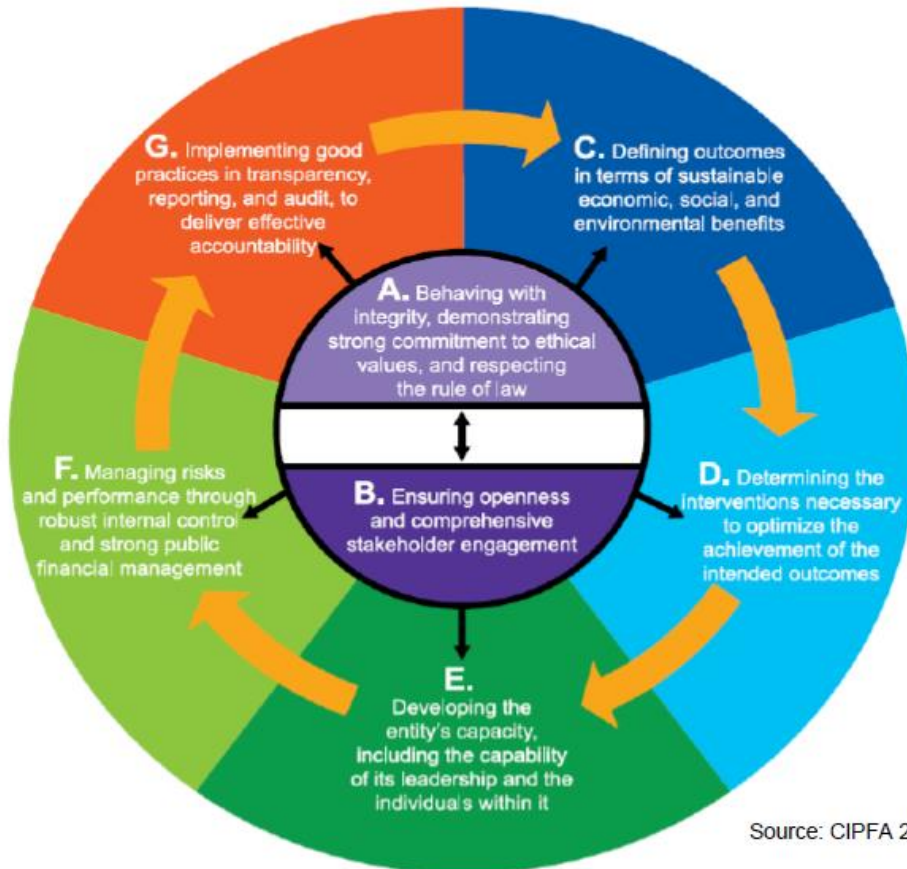 G. Implementing good
practices in transparency,
reporting, and audit, to
deliver effective
accountability
C. Defining outcomes
in terms of sustainable
economic, social, and
environmental benefits
A. Behaving with
integrity, demonstrating
strong commitment to ethical
values, and respecting
the rule of law
F. Managing risks
and performance through
robust internal control
and strong public
financial management
B. Ensuring openness
and comprehensive
stakeholder engagement
D. Determining the
interventions necessary
to optimize the
achievement of the
intended outcomes
E.
Developing the
entity's capacity,
including the capability
of its leadership and the
individuals within it
Source: CIPFA 2